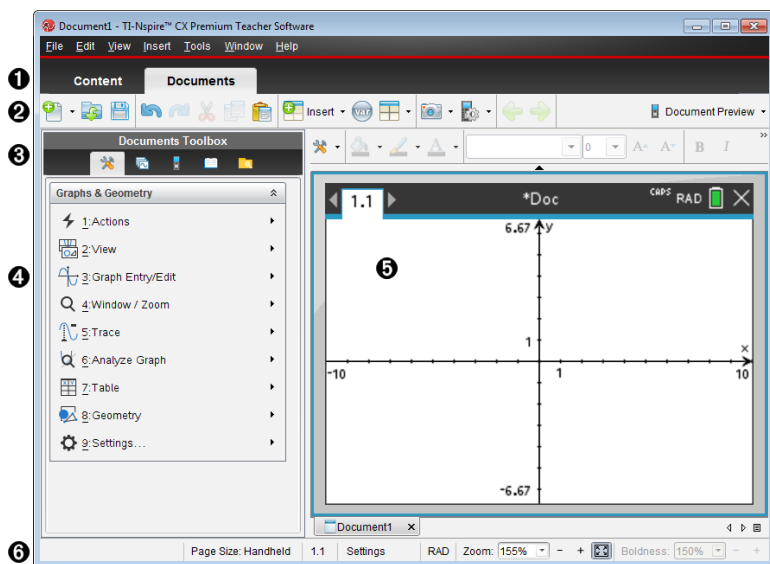 Document1 - TI-Nspire™ CX Premium Teacher Software
File Edit View Insert Tools Window Help
❶ Content Documents
❷ Insert var Document Preview
❸ Documents Toolbox
0 A A B I »
Graphs & Geometry
1:Actions
2:View
❹ 3:Graph Entry/Edit
4:Window / Zoom
5:Trace
6:Analyze Graph
7:Table
8:Geometry
9:Settings...
1.1 *Doc CAPS RAD
6.67 y
❺
1
x
-10 1 10
-6.67
Document1 x
❻ Page Size: Handheld 1.1 Settings RAD Zoom: 155% - + Boldness: 150% - +